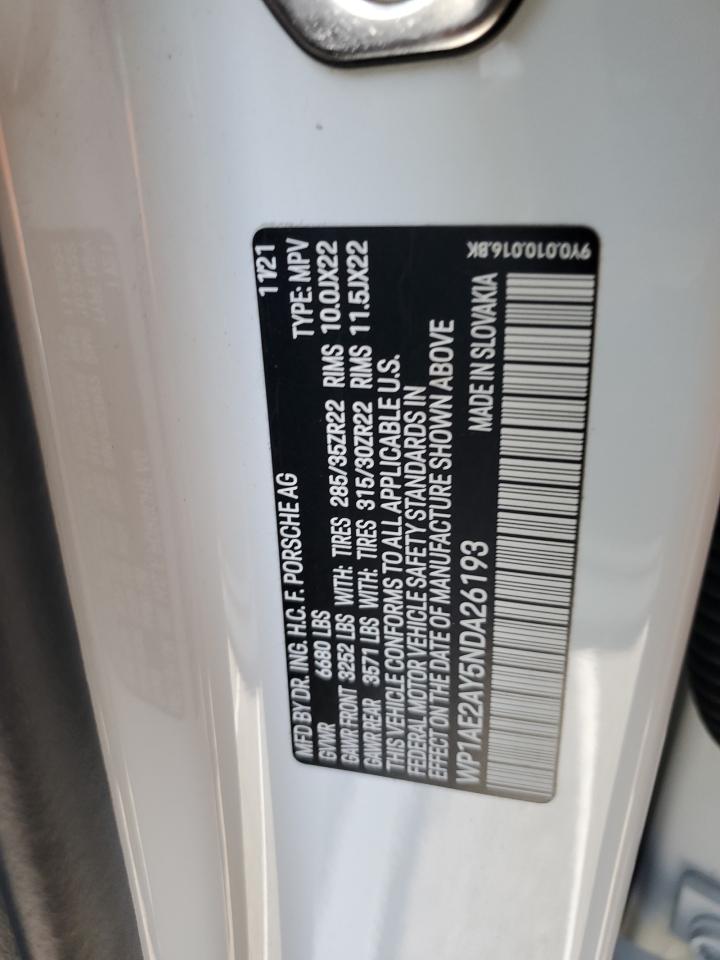 MFD BY DR. ING. H.C. F. PORSCHE AG 11/21
GVWR 6680 LBS TYPE: MPV
GAWR FRONT 3252 LBS WITH: TIRES 285/35ZR22 RIMS 10.0JX22
GAWR REAR 3571 LBS WITH: TIRES 315/30ZR22 RIMS 11.5JX22
THIS VEHICLE CONFORMS TO ALL APPLICABLE U.S.
FEDERAL MOTOR VEHICLE SAFETY STANDARDS IN
EFFECT ON THE DATE OF MANUFACTURE SHOWN ABOVE
WP1AE2AY5NDA26193 MADE IN SLOVAKIA
9Y0.010.016.BK